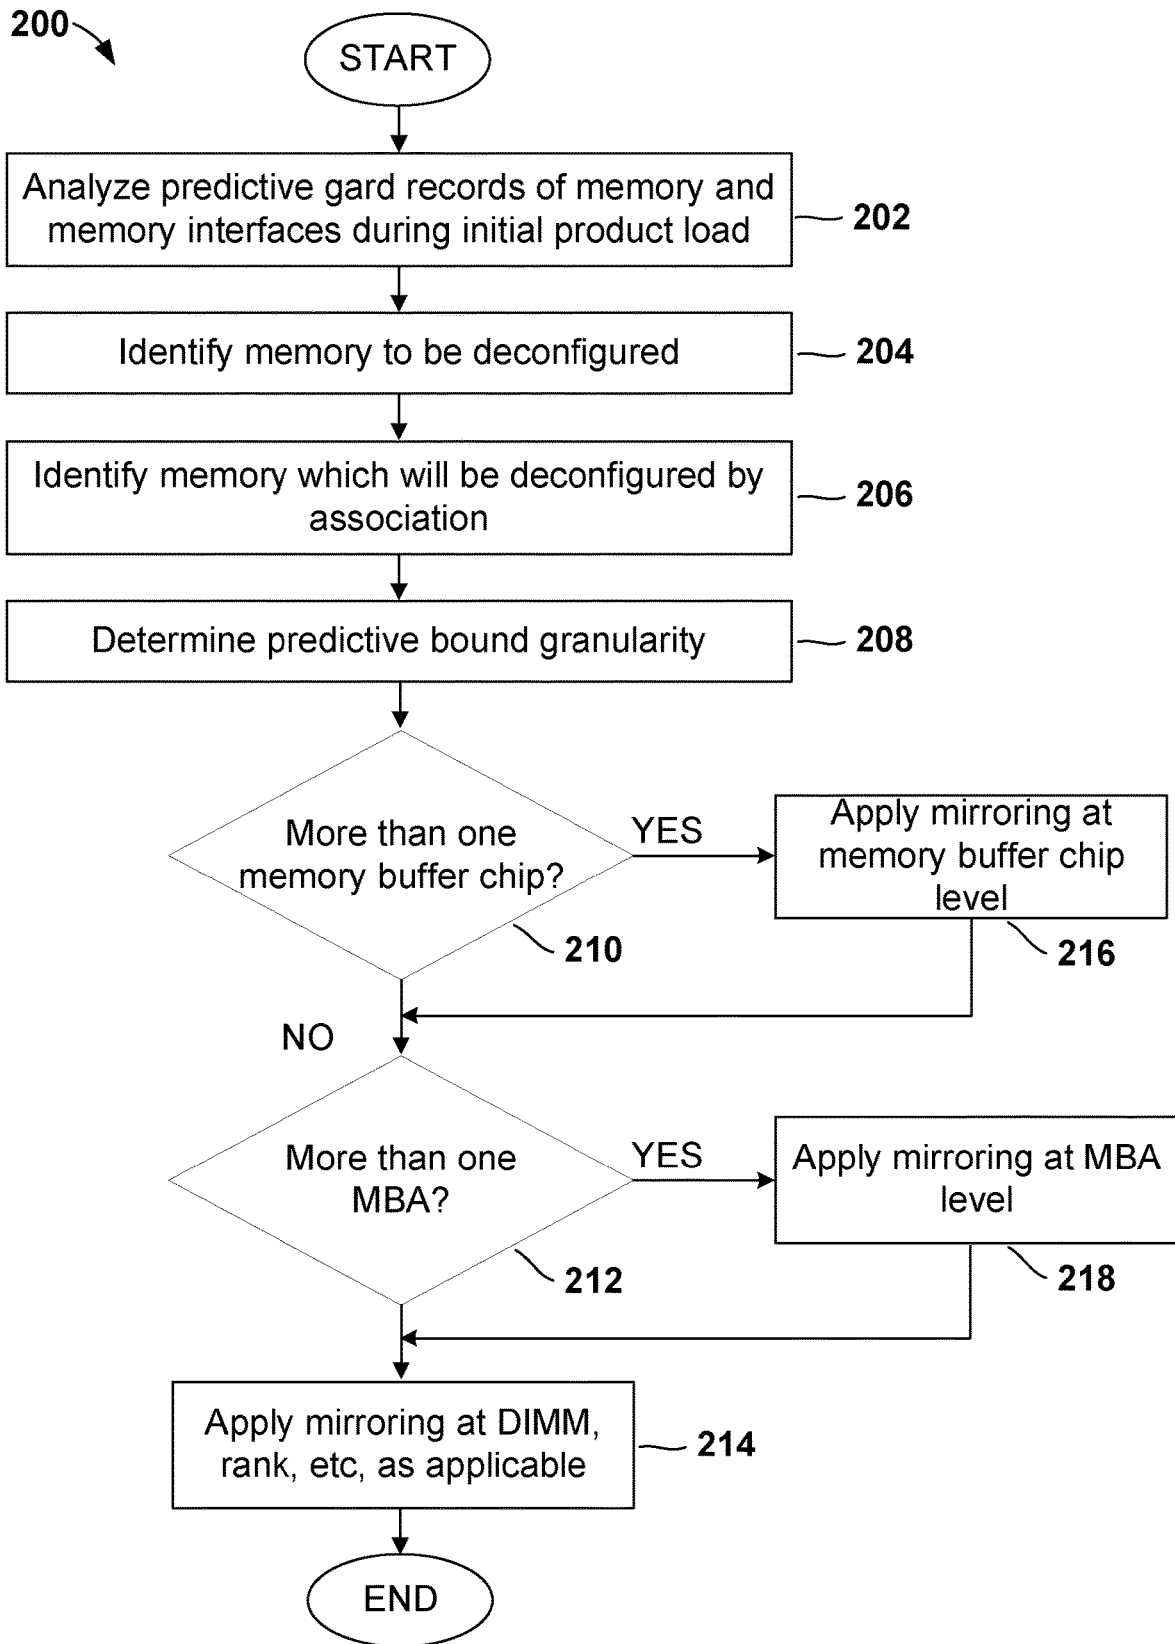 200
START
Analyze predictive gard records of memory and
memory interfaces during initial product load
202
Identify memory to be deconfigured
204
Identify memory which will be deconfigured by
association
206
Determine predictive bound granularity
208
More than one
memory buffer chip?
210
YES
Apply mirroring at
memory buffer chip
level
216
NO
More than one
MBA?
212
YES
Apply mirroring at MBA
level
218
Apply mirroring at DIMM,
rank, etc, as applicable
214
END